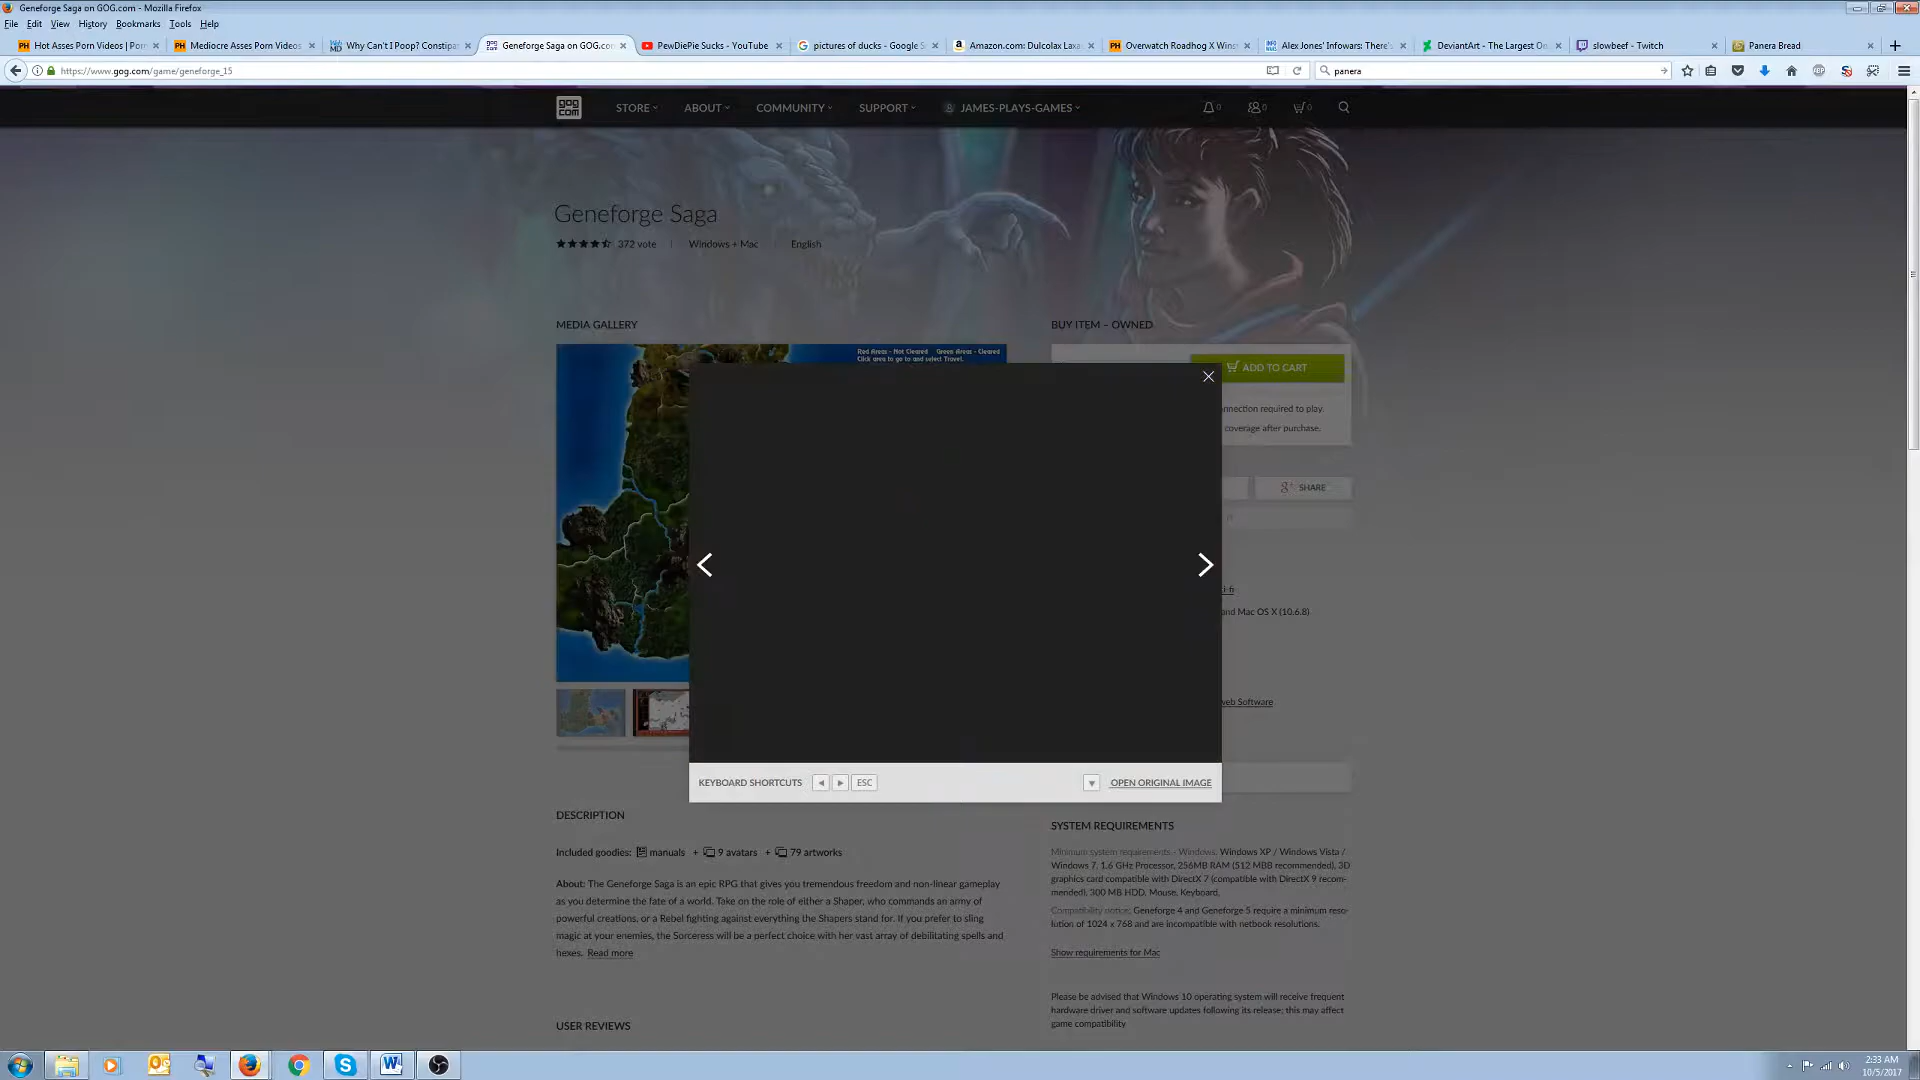 Geneforge Saga on GOG.com - Mozilla Firefox
File Edit View History Bookmarks Tools Help
Hot Asses Porn Videos | Porn
Mediocre Asses Porn Videos
Why Can't I Poop? Constipat
Geneforge Saga on GOG.co
PewDiePie Sucks - YouTube
pictures of ducks - Google S
Amazon.com: Dulcolax Laxa
Overwatch Roadhog X Wins
Alex Jones' Infowars: There's
DeviantArt - The Largest On
slowbeef - Twitch
Panera Bread
https://www.gog.com/game/geneforge_15
panera
gog com
STORE ABOUT COMMUNITY SUPPORT JAMES-PLAYS-GAMES 0 0 0
Geneforge Saga
372 vote Windows + Mac English
MEDIA GALLERY
BUY ITEM – OWNED
Red Areas - Not Cleared Green Areas - Cleared
Click area to go to and select Travel.
ADD TO CART
nnection required to play.
coverage after purchase.
SHARE
i-fi
and Mac OS X (10.6.8)
web Software
KEYBOARD SHORTCUTS ESC OPEN ORIGINAL IMAGE
DESCRIPTION
Included goodies: manuals + 9 avatars + 79 artworks
About: The Geneforge Saga is an epic RPG that gives you tremendous freedom and non-linear gameplay
as you determine the fate of a world. Take on the role of either a Shaper, who commands an army of
powerful creations, or a Rebel fighting against everything the Shapers stand for. If you prefer to sling
magic at your enemies, the Sorceress will be a perfect choice with her vast array of debilitating spells and
hexes. Read more
USER REVIEWS
SYSTEM REQUIREMENTS
Minimum system requirements - Windows: Windows XP / Windows Vista /
Windows 7, 1.6 GHz Processor, 256MB RAM (512 MBB recommended), 3D
graphics card compatible with DirectX 7 (compatible with DirectX 9 recom-
mended), 300 MB HDD, Mouse, Keyboard.
Compatibility notice: Geneforge 4 and Geneforge 5 require a minimum reso-
lution of 1024 x 768 and are incompatible with netbook resolutions.
Show requirements for Mac
Please be advised that Windows 10 operating system will receive frequent
hardware driver and software updates following its release; this may affect
game compatibility
2:33 AM
10/5/2017